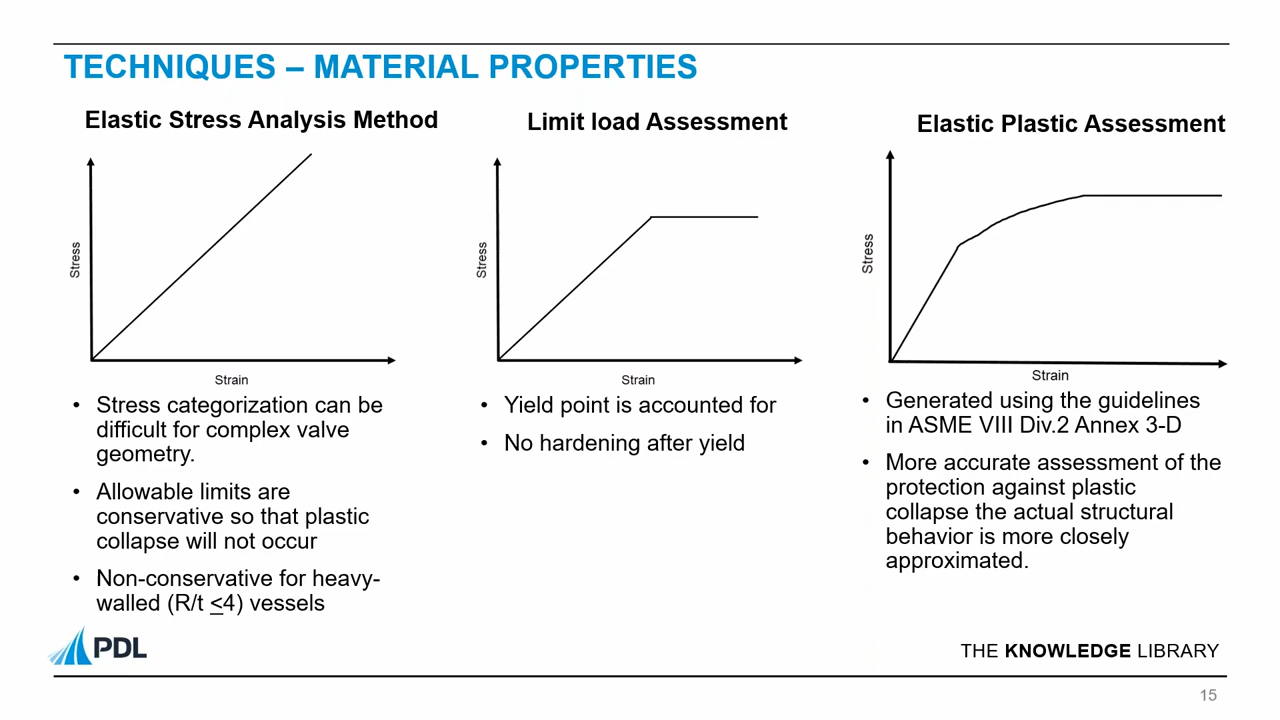 TECHNIQUES – MATERIAL PROPERTIES
Elastic Stress Analysis Method
Stress
Strain
• Stress categorization can be
difficult for complex valve
geometry.
• Allowable limits are
conservative so that plastic
collapse will not occur
• Non-conservative for heavy-
walled (R/t <4) vessels
Limit load Assessment
Stress
Strain
• Yield point is accounted for
• No hardening after yield
Elastic Plastic Assessment
Stress
Strain
• Generated using the guidelines
in ASME VIII Div.2 Annex 3-D
• More accurate assessment of the
protection against plastic
collapse the actual structural
behavior is more closely
approximated.
PDL
THE KNOWLEDGE LIBRARY
15